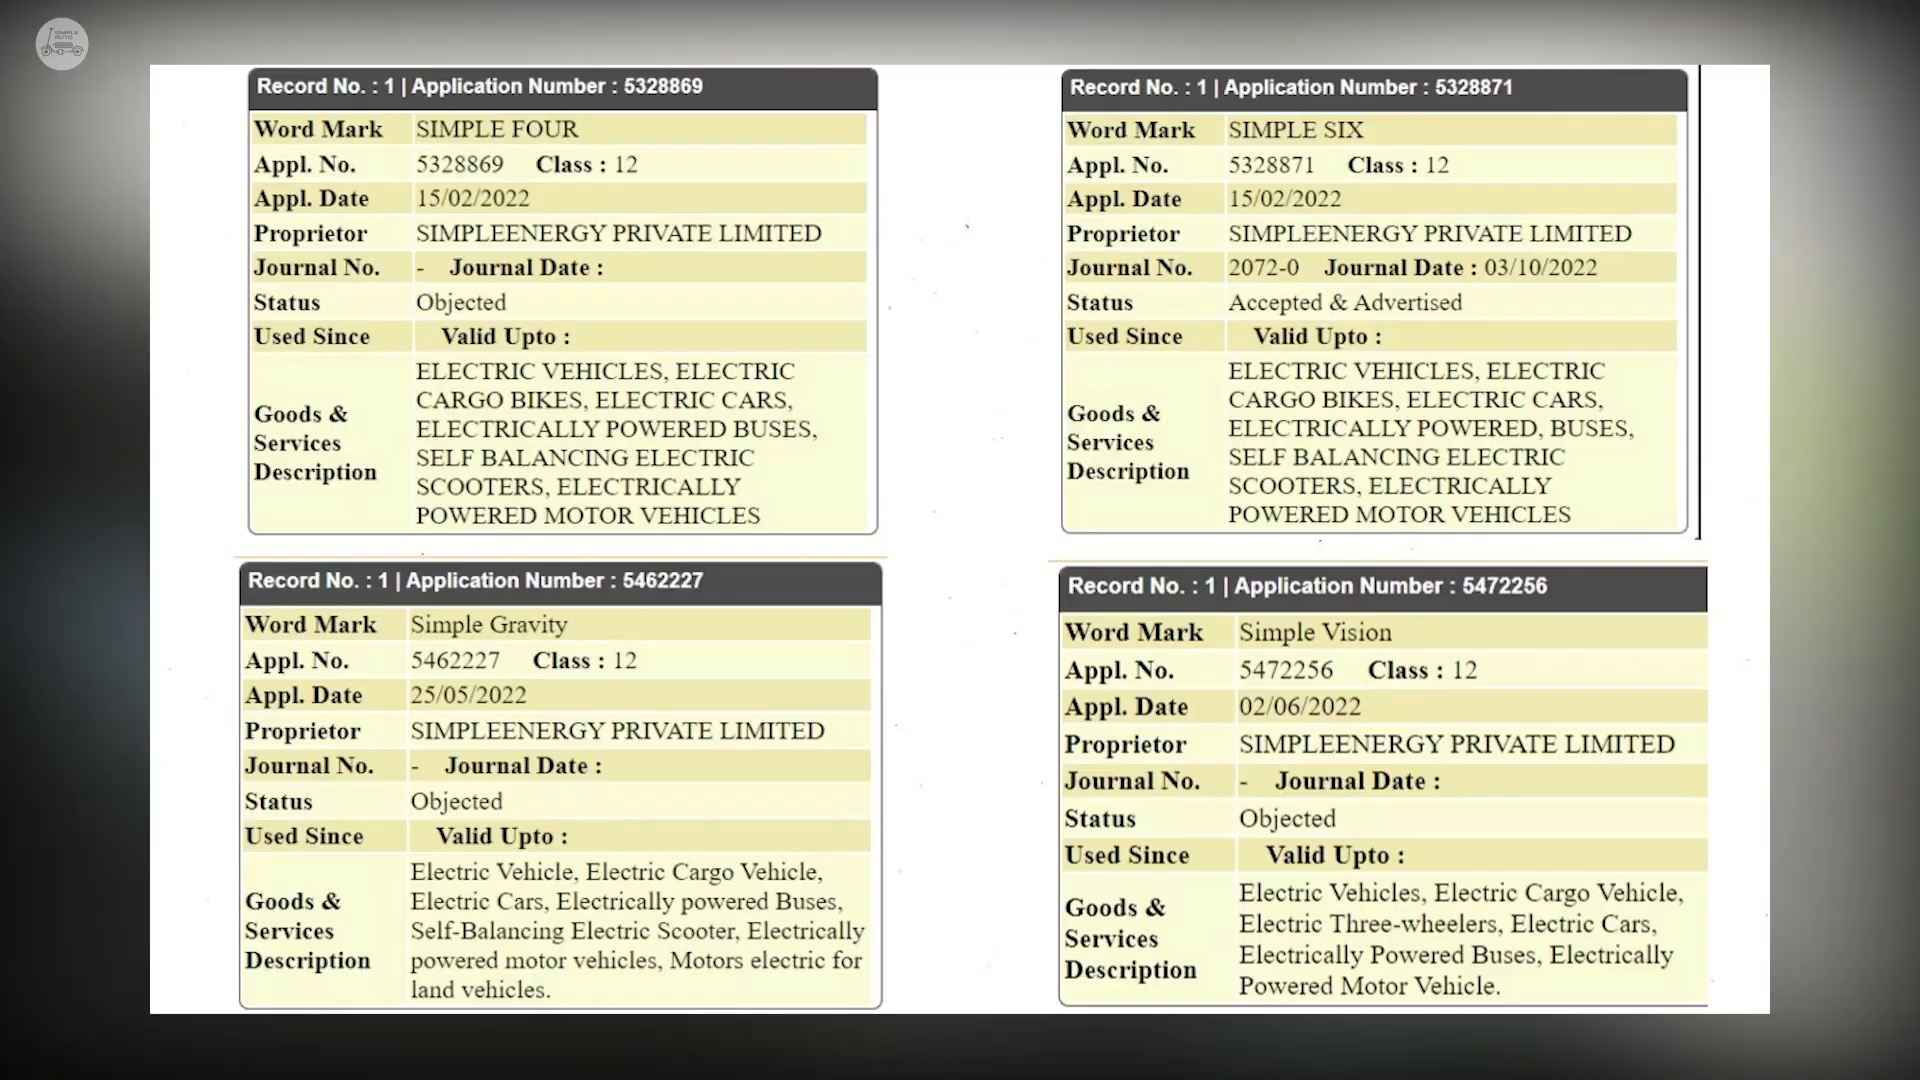 SIMPLE
AUTO
Record No. : 1 | Application Number : 5328869
Word Mark SIMPLE FOUR
Appl. No. 5328869 Class : 12
Appl. Date 15/02/2022
Proprietor SIMPLEENERGY PRIVATE LIMITED
Journal No. - Journal Date :
Status Objected
Used Since Valid Upto :
Goods &
Services
Description
ELECTRIC VEHICLES, ELECTRIC
CARGO BIKES, ELECTRIC CARS,
ELECTRICALLY POWERED BUSES,
SELF BALANCING ELECTRIC
SCOOTERS, ELECTRICALLY
POWERED MOTOR VEHICLES
Record No. : 1 | Application Number : 5328871
Word Mark SIMPLE SIX
Appl. No. 5328871 Class : 12
Appl. Date 15/02/2022
Proprietor SIMPLEENERGY PRIVATE LIMITED
Journal No. 2072-0 Journal Date : 03/10/2022
Status Accepted & Advertised
Used Since Valid Upto :
Goods &
Services
Description
ELECTRIC VEHICLES, ELECTRIC
CARGO BIKES, ELECTRIC CARS,
ELECTRICALLY POWERED, BUSES,
SELF BALANCING ELECTRIC
SCOOTERS, ELECTRICALLY
POWERED MOTOR VEHICLES
Record No. : 1 | Application Number : 5462227
Word Mark Simple Gravity
Appl. No. 5462227 Class : 12
Appl. Date 25/05/2022
Proprietor SIMPLEENERGY PRIVATE LIMITED
Journal No. - Journal Date :
Status Objected
Used Since Valid Upto :
Goods &
Services
Description
Electric Vehicle, Electric Cargo Vehicle,
Electric Cars, Electrically powered Buses,
Self-Balancing Electric Scooter, Electrically
powered motor vehicles, Motors electric for
land vehicles.
Record No. : 1 | Application Number : 5472256
Word Mark Simple Vision
Appl. No. 5472256 Class : 12
Appl. Date 02/06/2022
Proprietor SIMPLEENERGY PRIVATE LIMITED
Journal No. - Journal Date :
Status Objected
Used Since Valid Upto :
Goods &
Services
Description
Electric Vehicles, Electric Cargo Vehicle,
Electric Three-wheelers, Electric Cars,
Electrically Powered Buses, Electrically
Powered Motor Vehicle.